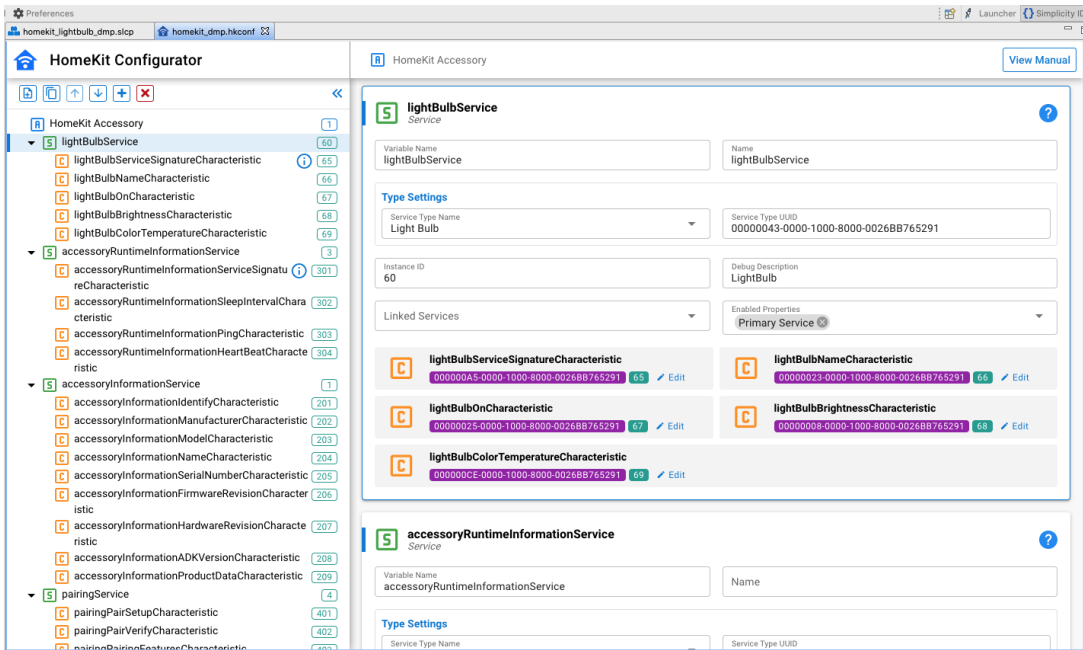 Preferences
Launcher
Simplicity ID
homekit_lightbulb_dmp.slcp
homekit_dmp.hkconf
HomeKit Configurator
HomeKit Accessory
View Manual
HomeKit Accessory 1
lightBulbService 60
lightBulbServiceSignatureCharacteristic 65
lightBulbNameCharacteristic 66
lightBulbOnCharacteristic 67
lightBulbBrightnessCharacteristic 68
lightBulbColorTemperatureCharacteristic 69
accessoryRuntimeInformationService 3
accessoryRuntimeInformationServiceSignatu 301
reCharacteristic
accessoryRuntimeInformationSleepIntervalChara 302
cteristic
accessoryRuntimeInformationPingCharacteristic 303
accessoryRuntimeInformationHeartBeatCharacte 304
ristic
accessoryInformationService 1
accessoryInformationIdentifyCharacteristic 201
accessoryInformationManufacturerCharacteristic 202
accessoryInformationModelCharacteristic 203
accessoryInformationNameCharacteristic 204
accessoryInformationSerialNumberCharacteristic 205
accessoryInformationFirmwareRevisionCharacter 206
istic
accessoryInformationHardwareRevisionCharacte 207
ristic
accessoryInformationADKVersionCharacteristic 208
accessoryInformationProductDataCharacteristic 209
pairingService 4
pairingPairSetupCharacteristic 401
pairingPairVerifyCharacteristic 402
pairingPairingFeaturesCharacteristic 403
lightBulbService
Service
Variable Name
lightBulbService
Name
lightBulbService
Type Settings
Service Type Name
Light Bulb
Service Type UUID
00000043-0000-1000-8000-0026BB765291
Instance ID
60
Debug Description
LightBulb
Linked Services
Enabled Properties
Primary Service
lightBulbServiceSignatureCharacteristic
000000A5-0000-1000-8000-0026BB765291 65 Edit
lightBulbNameCharacteristic
00000023-0000-1000-8000-0026BB765291 66 Edit
lightBulbOnCharacteristic
00000025-0000-1000-8000-0026BB765291 67 Edit
lightBulbBrightnessCharacteristic
00000008-0000-1000-8000-0026BB765291 68 Edit
lightBulbColorTemperatureCharacteristic
000000CE-0000-1000-8000-0026BB765291 69 Edit
accessoryRuntimeInformationService
Service
Variable Name
accessoryRuntimeInformationService
Name
Type Settings
Service Type Name
Service Type UUID